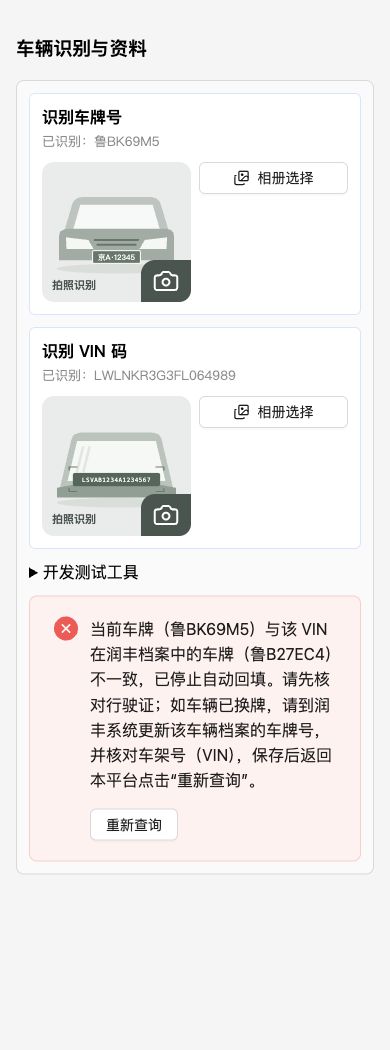 车辆识别与资料
识别车牌号
已识别：鲁BK69M5
相册选择
京A·12345
拍照识别
识别 VIN 码
已识别：LWLNKR3G3FL064989
相册选择
LSVAB1234A1234567
拍照识别
▶ 开发测试工具
当前车牌（鲁BK69M5）与该 VIN
在润丰档案中的车牌（鲁B27EC4）
不一致，已停止自动回填。请先核
对行驶证；如车辆已换牌，请到润
丰系统更新该车辆档案的车牌号，
并核对车架号（VIN），保存后返回
本平台点击“重新查询”。
重新查询